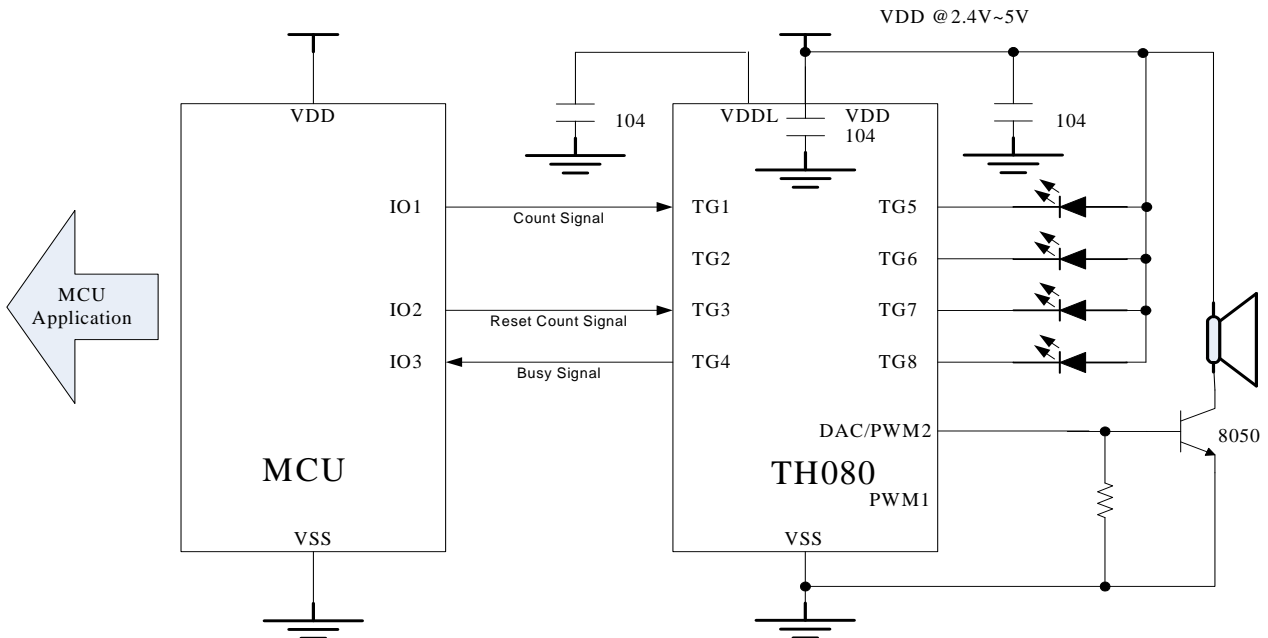 VDD @2.4V~5V
VDD
104
VDDL
VDD
104
104
IO1
Count Signal
TG1
TG5
TG2
TG6
MCU
Application
IO2
Reset Count Signal
TG3
TG7
IO3
Busy Signal
TG4
TG8
DAC/PWM2
8050
MCU
TH080
PWM1
VSS
VSS